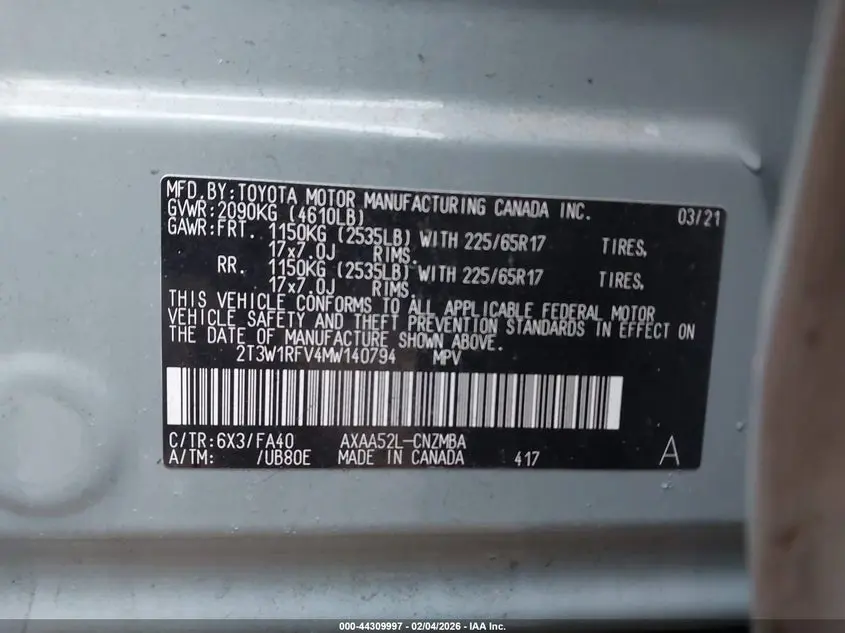 MFD. BY: TOYOTA MOTOR MANUFACTURING CANADA INC. 03/21
GVWR: 2090KG (4610LB)
GAWR: FRT. 1150KG (2535LB) WITH 225/65R17 TIRES,
17x7.0J RIMS.
RR. 1150KG (2535LB) WITH 225/65R17 TIRES,
17x7.0J RIMS.
THIS VEHICLE CONFORMS TO ALL APPLICABLE FEDERAL MOTOR
VEHICLE SAFETY AND THEFT PREVENTION STANDARDS IN EFFECT ON
THE DATE OF MANUFACTURE SHOWN ABOVE.
2T3W1RFV4MW140794 MPV
C/TR: 6X3/FA40 AXAA52L-CNZMBA
A/TM: /UB80E MADE IN CANADA 417 A
000-44309997 - 02/04/2026 - IAA Inc.